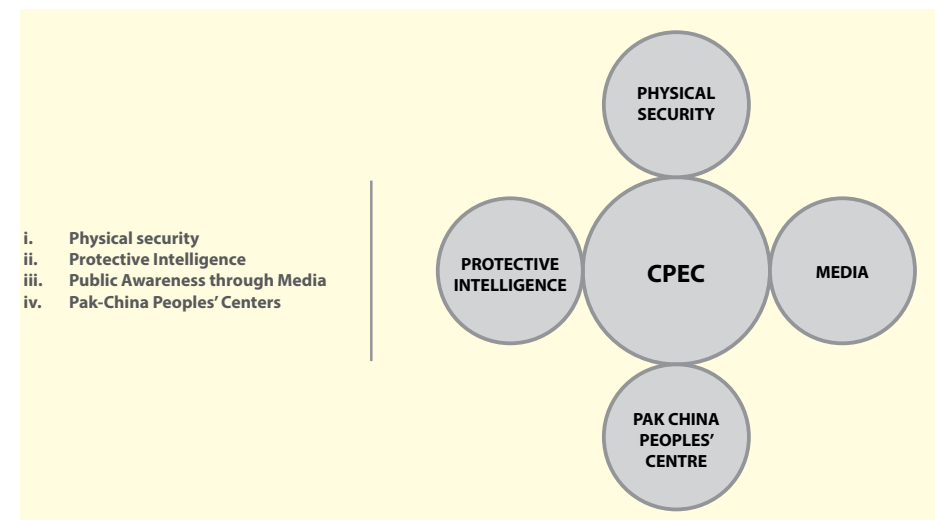 i. Physical security
ii. Protective Intelligence
iii. Public Awareness through Media
iv. Pak-China Peoples’ Centers
PHYSICAL
SECURITY
PROTECTIVE
INTELLIGENCE
CPEC
MEDIA
PAK CHINA
PEOPLES’
CENTRE